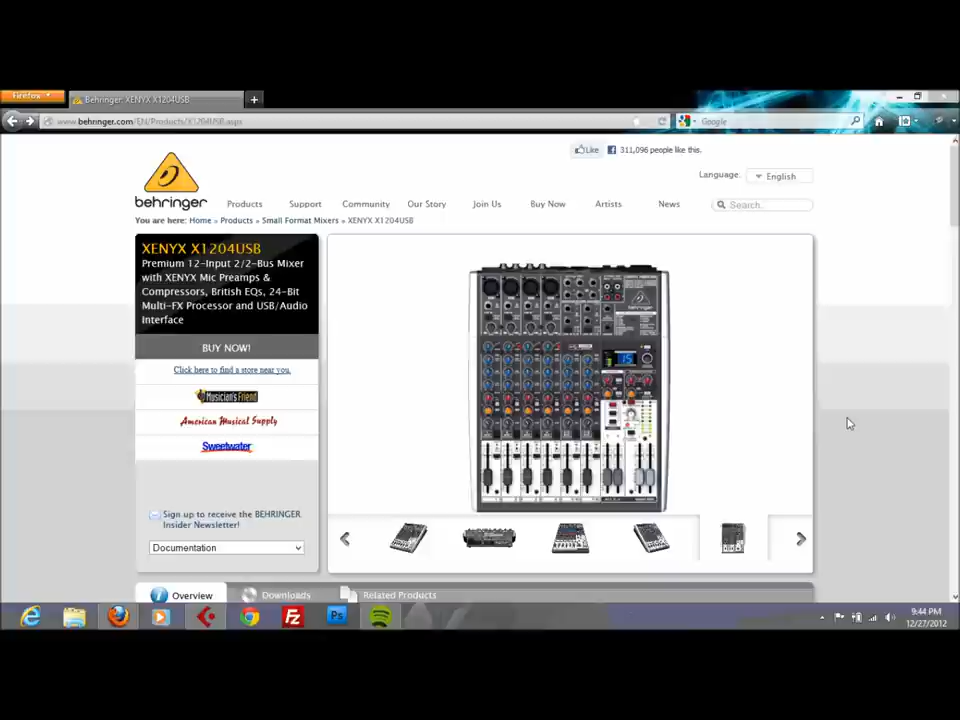 Firefox
Behringer: XENYX X1204USB
www.behringer.com/EN/Products/X1204USB.aspx
Google
Like
311,096 people like this.
Language.
English
behringer
Products
Support
Community
Our Story
Join Us
Buy Now
Artists
News
Search...
You are here: Home » Products » Small Format Mixers » XENYX X1204USB
XENYX X1204USB
Premium 12-Input 2/2-Bus Mixer
with XENYX Mic Preamps &
Compressors, British EQs, 24-Bit
Multi-FX Processor and USB/Audio
Interface
BUY NOW!
Click here to find a store near you.
Musician's Friend
American Musical Supply
Sweetwater
Sign up to receive the BEHRINGER
Insider Newsletter!
Documentation
behringer
15
Overview
Downloads
Related Products
Fz
Ps
9:44 PM
12/27/2012